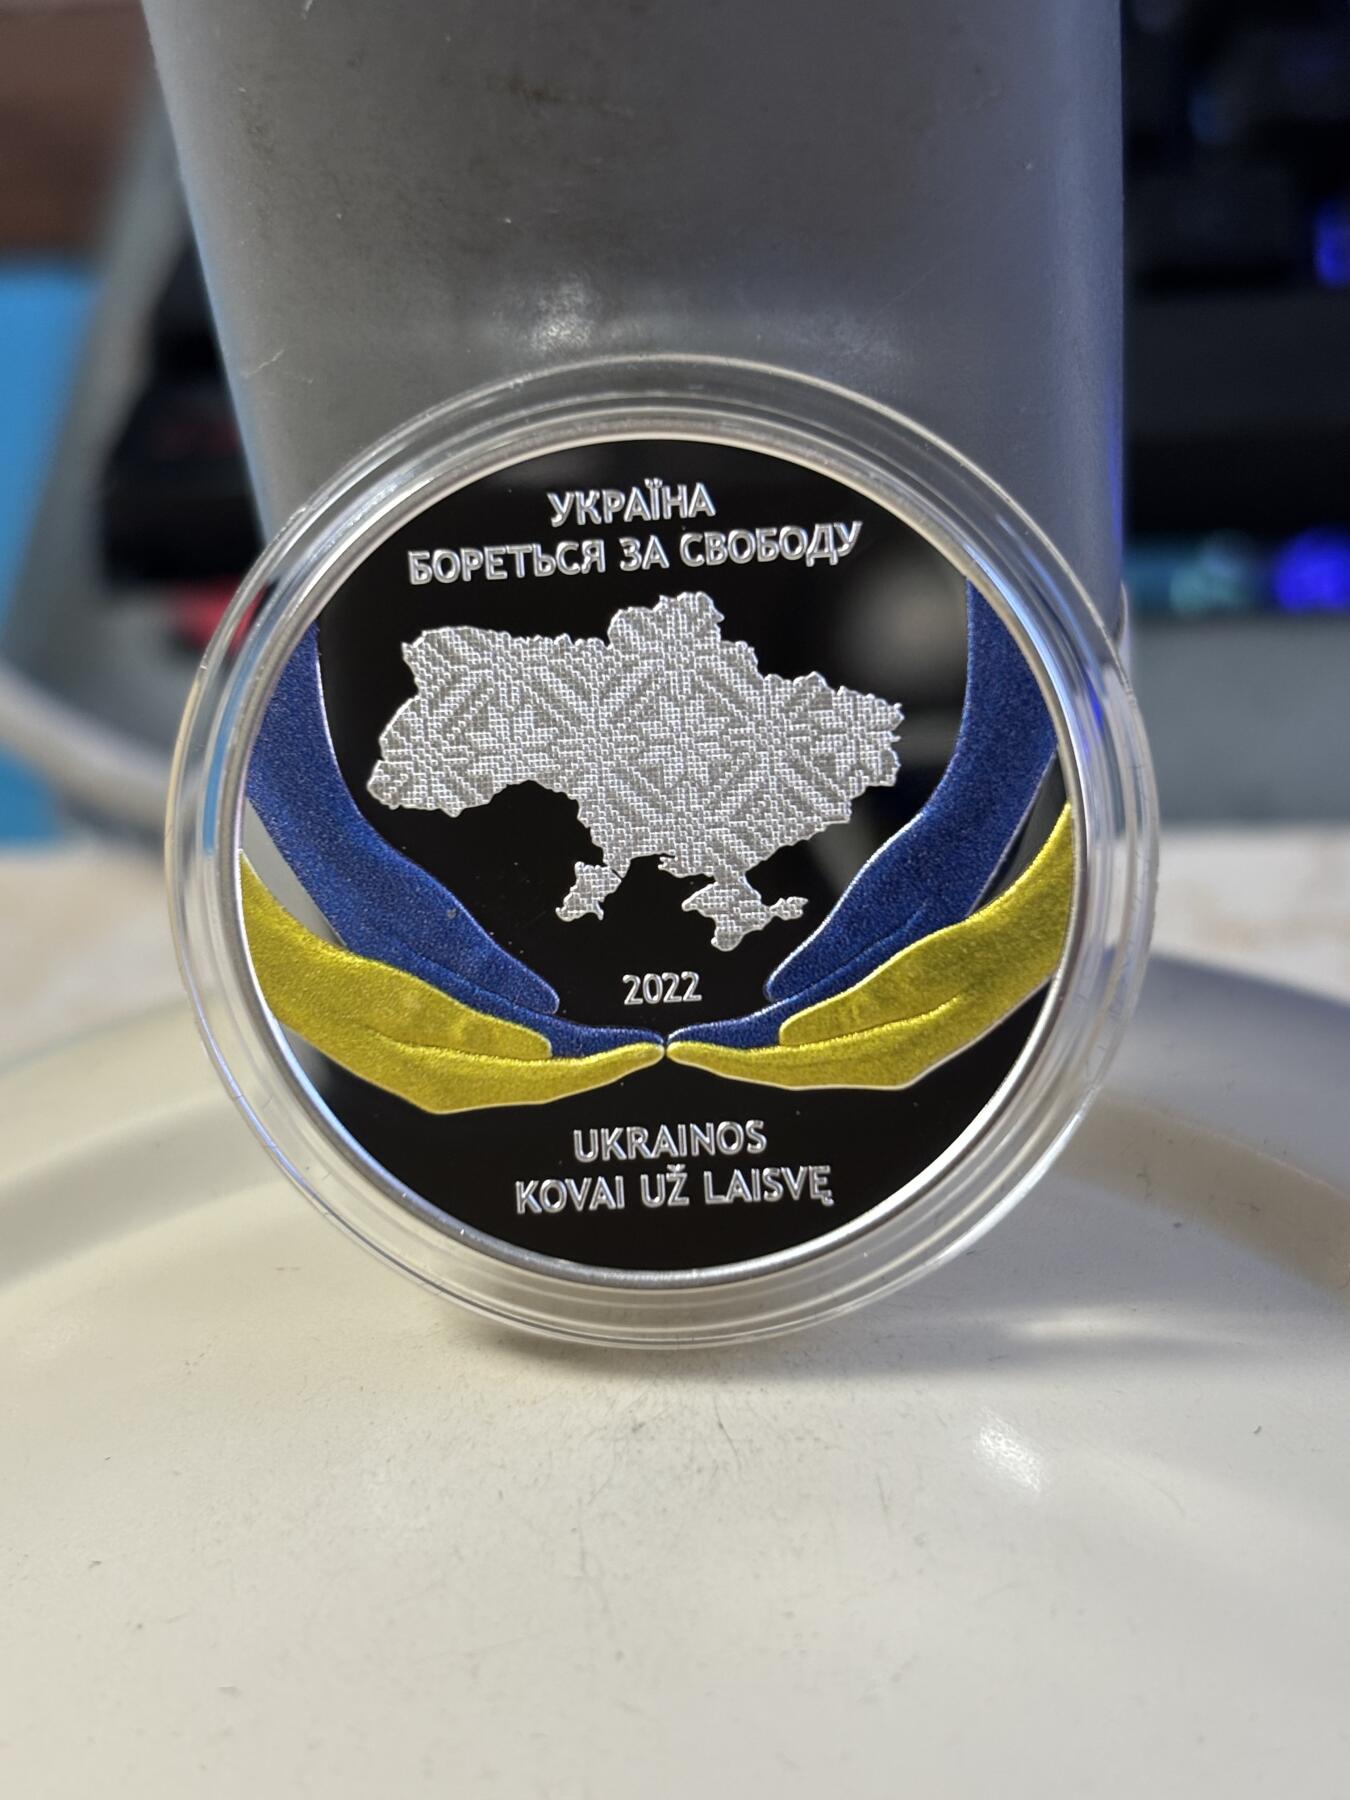 УКРАЇНА
БОРЕТЬСЯ ЗА СВОБОДУ
2022
UKRAINOS
KOVAI UŽ LAISVĘ